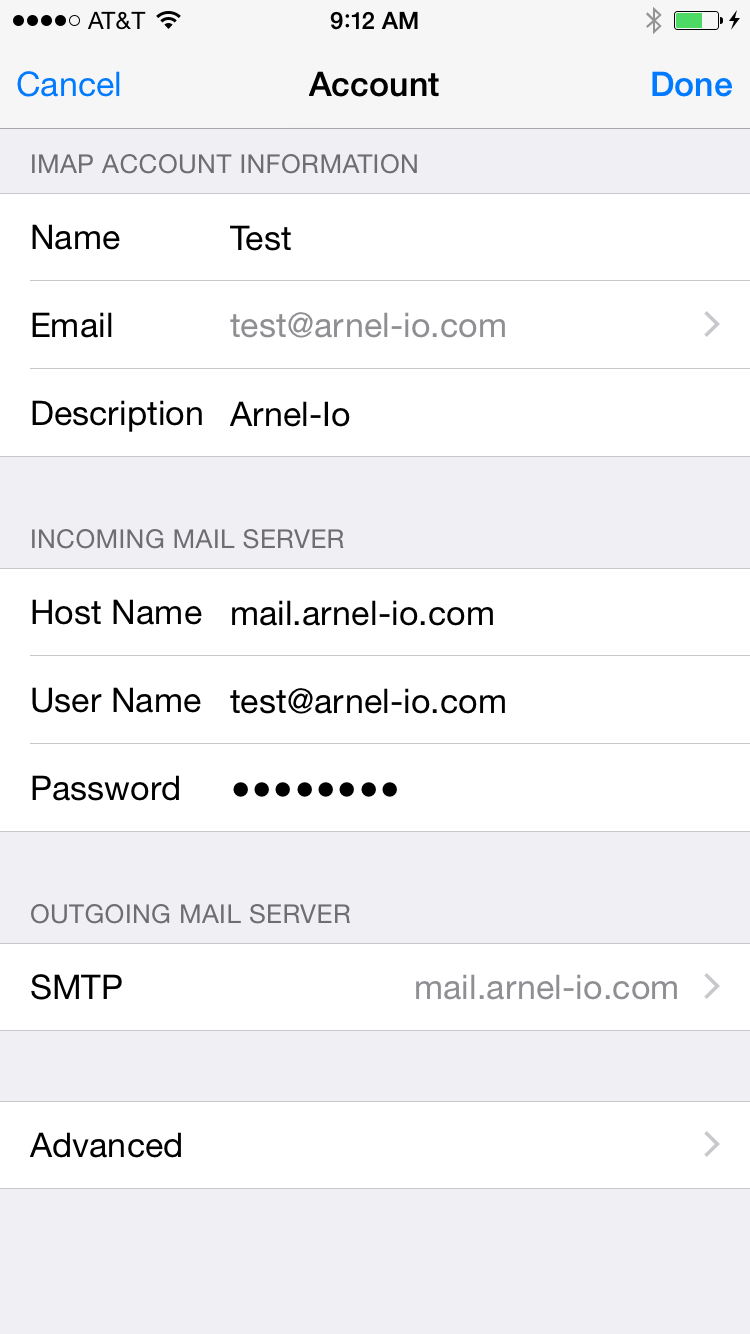 AT&T 9:12 AM
Cancel Account Done
IMAP ACCOUNT INFORMATION
Name Test
Email test@arnel-io.com
Description Arnel-Io
INCOMING MAIL SERVER
Host Name mail.arnel-io.com
User Name test@arnel-io.com
Password ●●●●●●●●
OUTGOING MAIL SERVER
SMTP mail.arnel-io.com
Advanced